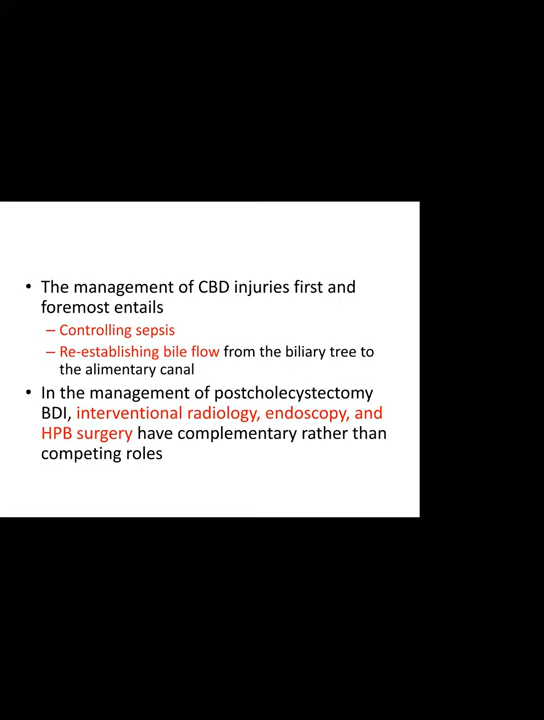 • The management of CBD injuries first and
foremost entails
– Controlling sepsis
– Re-establishing bile flow from the biliary tree to
the alimentary canal
• In the management of postcholecystectomy
BDI, interventional radiology, endoscopy, and
HPB surgery have complementary rather than
competing roles